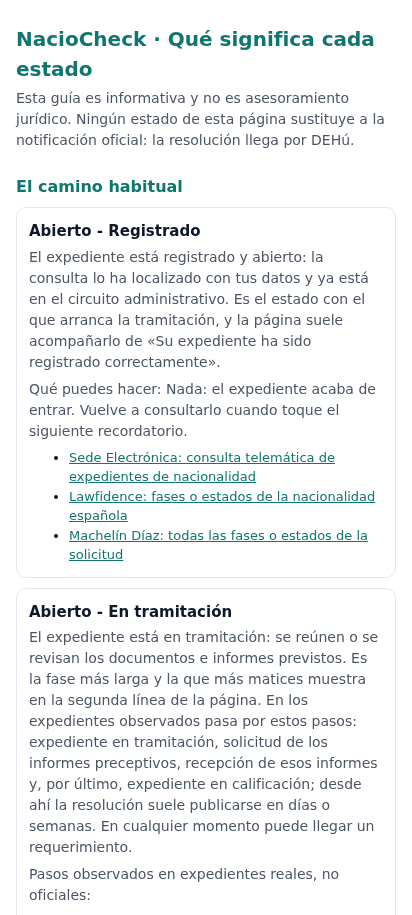 NacioCheck · Qué significa cada
estado
Esta guía es informativa y no es asesoramiento
jurídico. Ningún estado de esta página sustituye a la
notificación oficial: la resolución llega por DEHú.
El camino habitual
Abierto - Registrado
El expediente está registrado y abierto: la
consulta lo ha localizado con tus datos y ya está
en el circuito administrativo. Es el estado con el
que arranca la tramitación, y la página suele
acompañarlo de «Su expediente ha sido
registrado correctamente».
Qué puedes hacer: Nada: el expediente acaba de
entrar. Vuelve a consultarlo cuando toque el
siguiente recordatorio.
• Sede Electrónica: consulta telemática de
expedientes de nacionalidad
• Lawfidence: fases o estados de la nacionalidad
española
• Machelín Díaz: todas las fases o estados de la
solicitud
Abierto - En tramitación
El expediente está en tramitación: se reúnen o se
revisan los documentos e informes previstos. Es
la fase más larga y la que más matices muestra
en la segunda línea de la página. En los
expedientes observados pasa por estos pasos:
expediente en tramitación, solicitud de los
informes preceptivos, recepción de esos informes
y, por último, expediente en calificación; desde
ahí la resolución suele publicarse en días o
semanas. En cualquier momento puede llegar un
requerimiento.
Pasos observados en expedientes reales, no
oficiales: